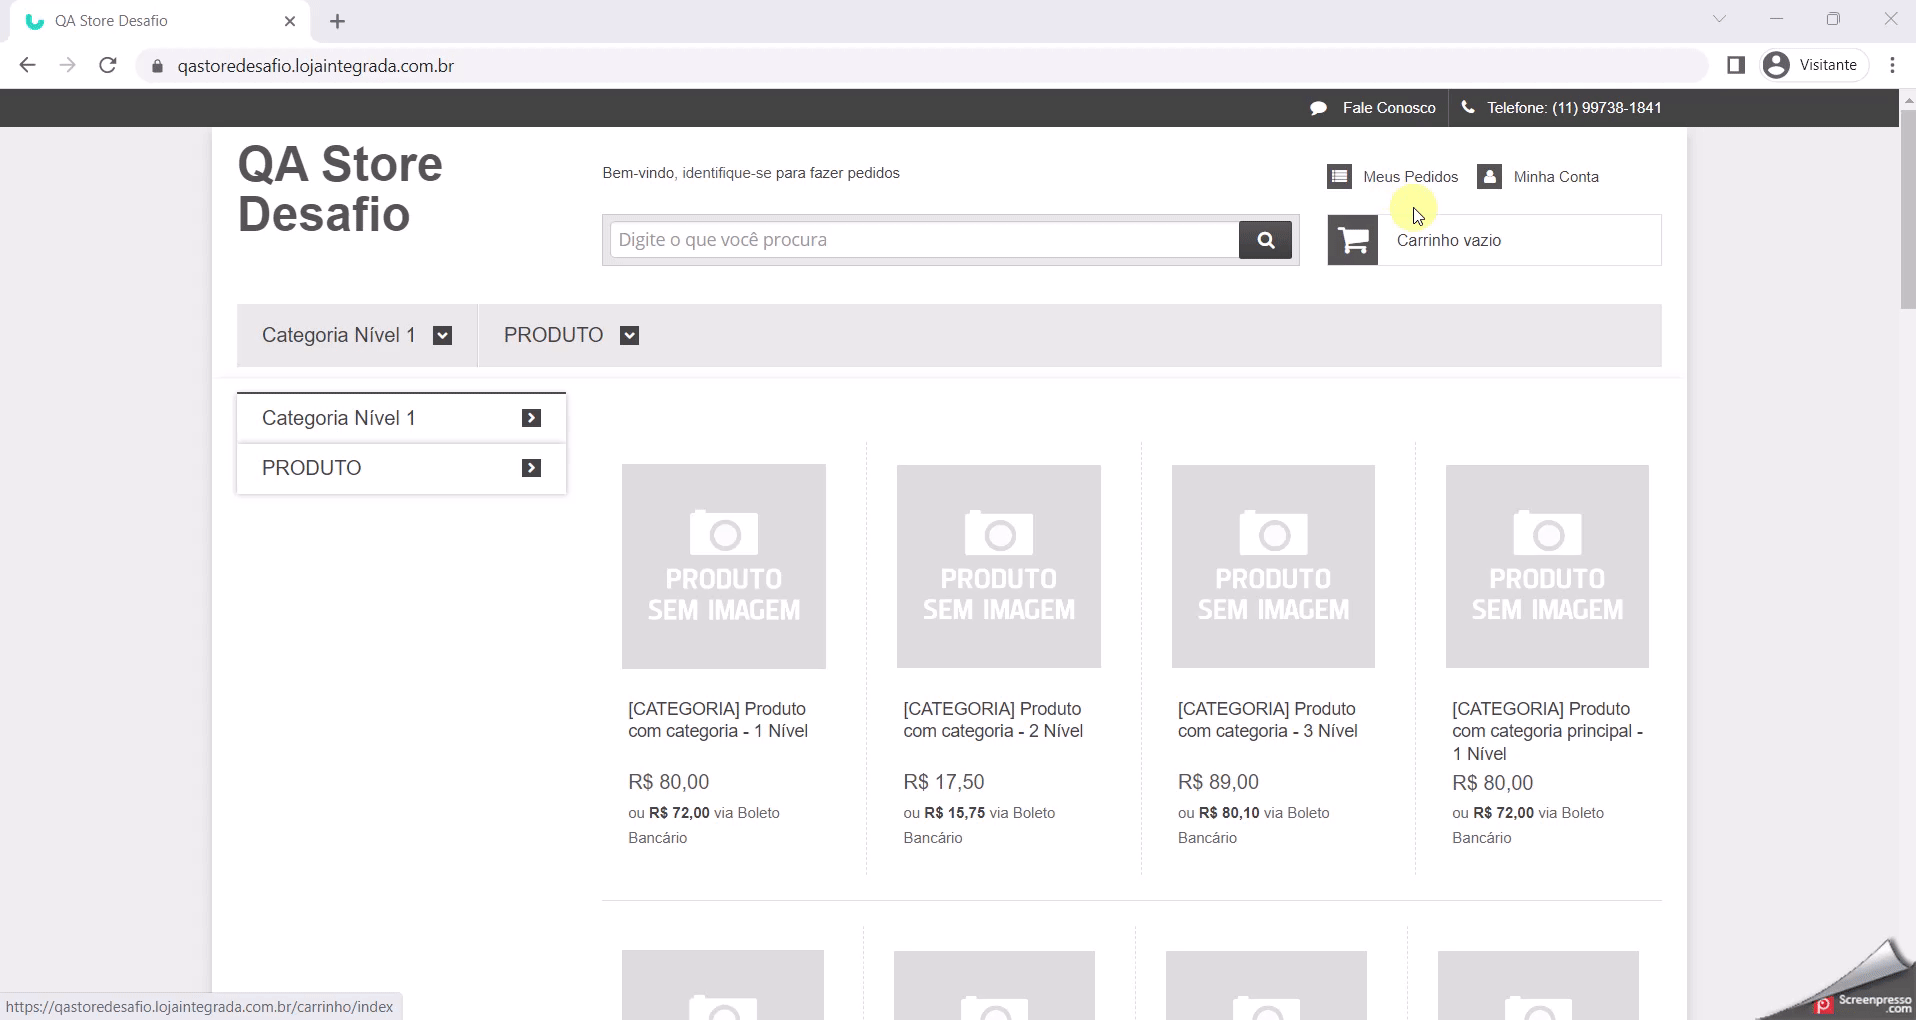 QA Store Desafio
qastoredesafio.lojaintegrada.com.br
Visitante
Fale Conosco
Telefone: (11) 99738-1841
QA Store
Desafio
Bem-vindo, identifique-se para fazer pedidos
Meus Pedidos
Minha Conta
Digite o que você procura
Carrinho vazio
Categoria Nível 1
PRODUTO
Categoria Nível 1
PRODUTO
PRODUTO
SEM IMAGEM
PRODUTO
SEM IMAGEM
PRODUTO
SEM IMAGEM
PRODUTO
SEM IMAGEM
[CATEGORIA] Produto
com categoria - 1 Nível
R$ 80,00
ou R$ 72,00 via Boleto
Bancário
[CATEGORIA] Produto
com categoria - 2 Nível
R$ 17,50
ou R$ 15,75 via Boleto
Bancário
[CATEGORIA] Produto
com categoria - 3 Nível
R$ 89,00
ou R$ 80,10 via Boleto
Bancário
[CATEGORIA] Produto
com categoria principal -
1 Nível
R$ 80,00
ou R$ 72,00 via Boleto
Bancário
https://qastoredesafio.lojaintegrada.com.br/carrinho/index
Screenpresso
.com